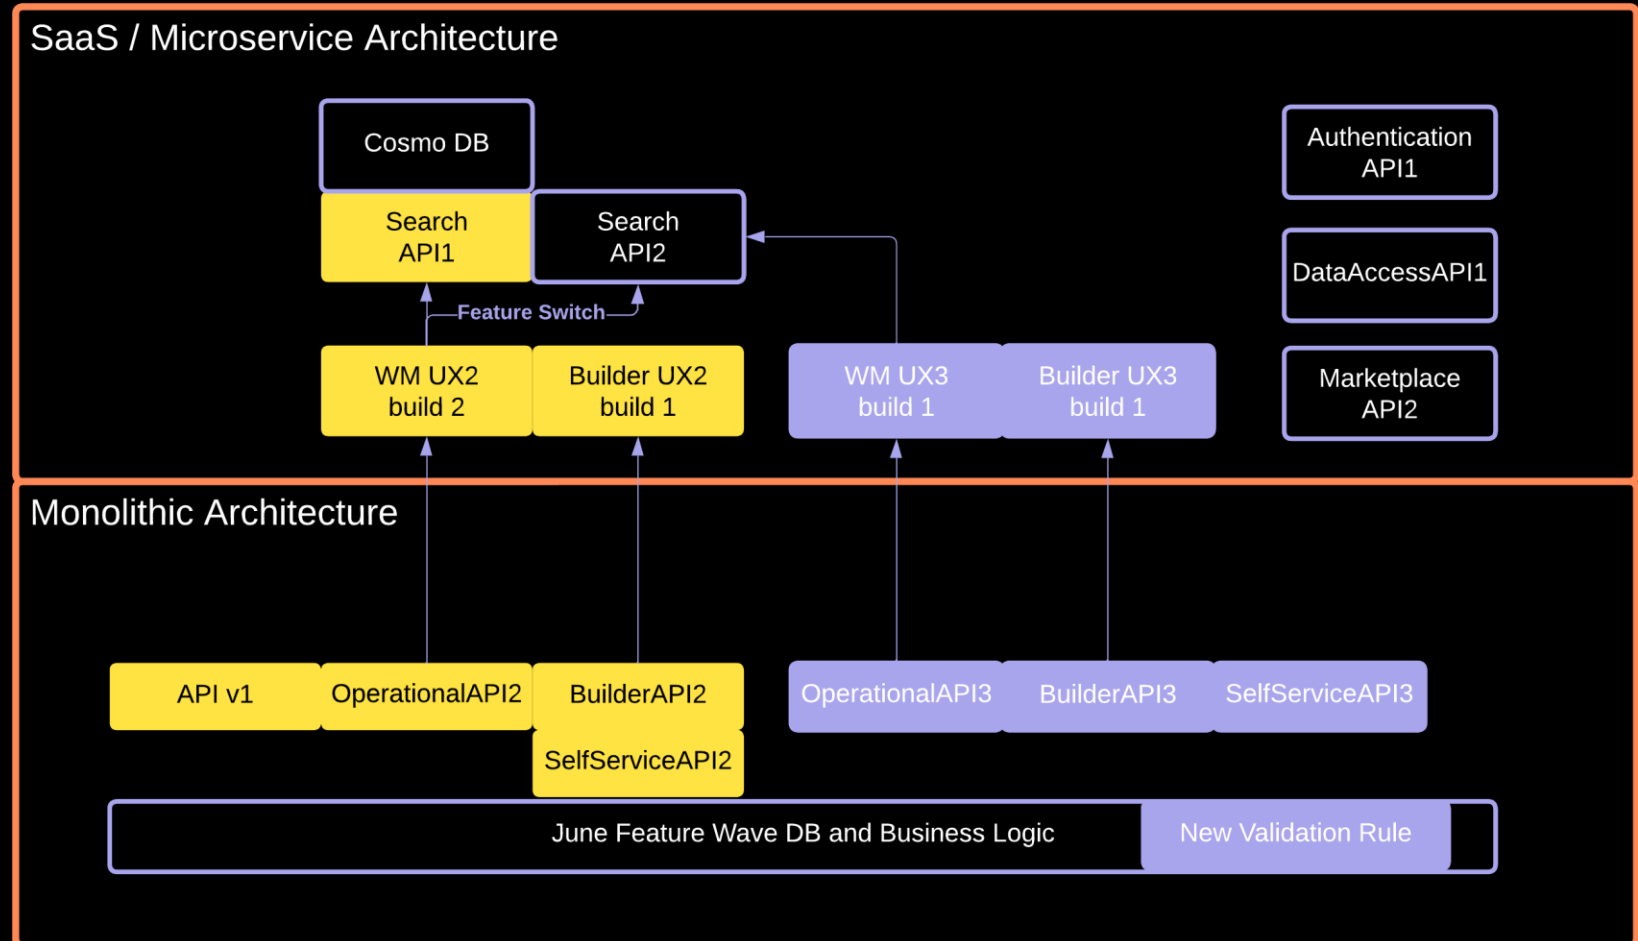 SaaS / Microservice Architecture
Cosmo DB
Authentication
API1
Search
API1
Search
API2
DataAccessAPI1
Feature Switch
WM UX2
build 2
Builder UX2
build 1
WM UX3
build 1
Builder UX3
build 1
Marketplace
API2
Monolithic Architecture
API v1
OperationalAPI2
BuilderAPI2
OperationalAPI3
BuilderAPI3
SelfServiceAPI3
SelfServiceAPI2
June Feature Wave DB and Business Logic
New Validation Rule